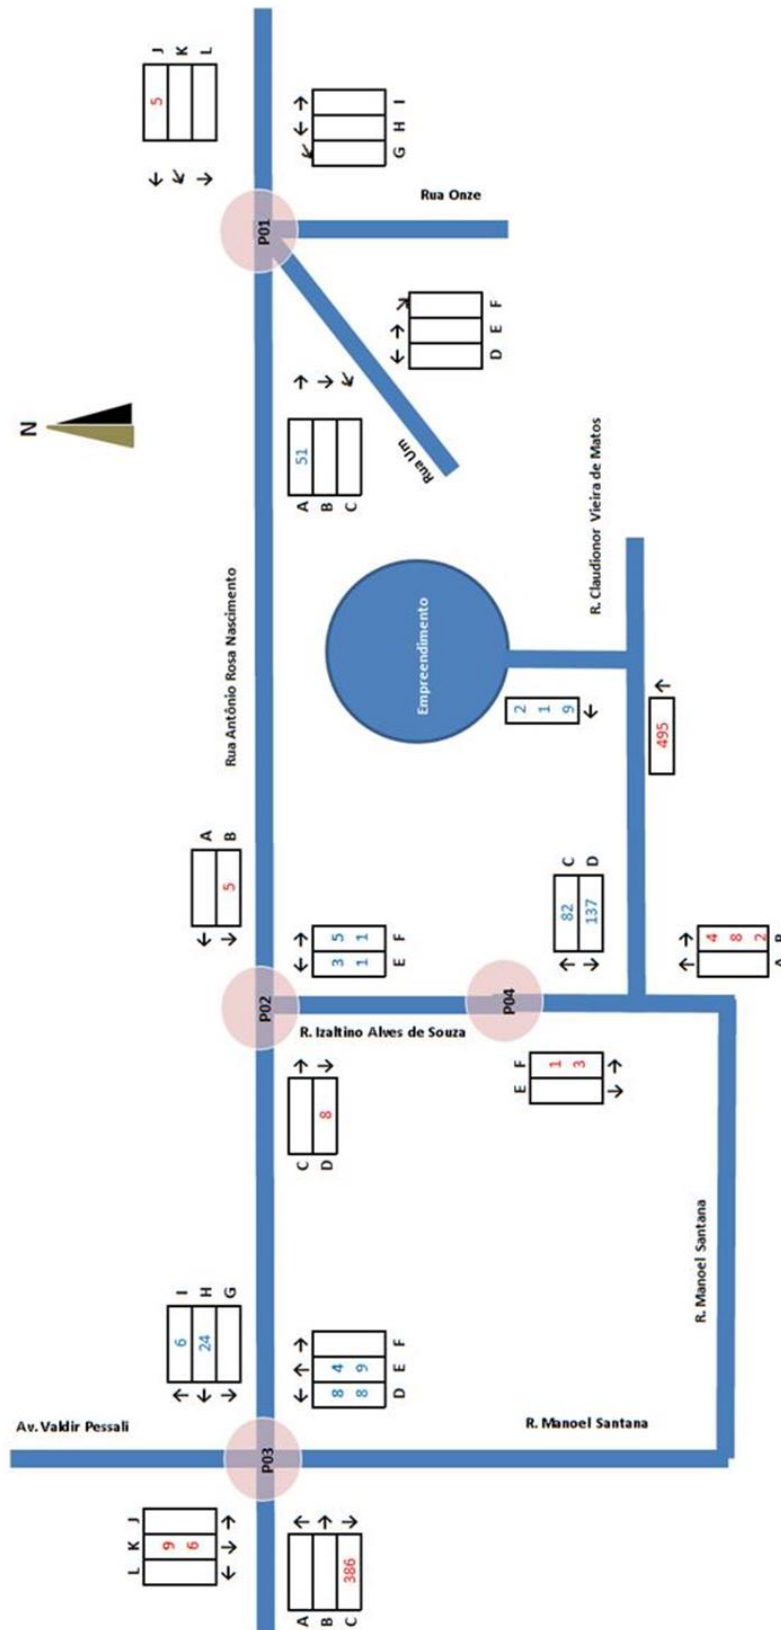 Av. Valdir Pessali
N
L K J
9
6
I
H
G
6
24
A
B
5
J
K
L
5
Rua Antônio Rosa Nascimento
P03
P02
P01
A
B
C
386
8 4
8 9
D E F
C
D
8
3 5
1 1
1 1
E F
A
B
C
51
G H I
R. Izaltino Alves de Souza
Rua Um
Rua Onze
D E F
Empreendimento
P04
E F
1
3
2
1
9
82
137
C
D
R. Claudionor Vieira de Matos
R. Manoel Santana
495
4
8
2
A B
R. Manoel Santana